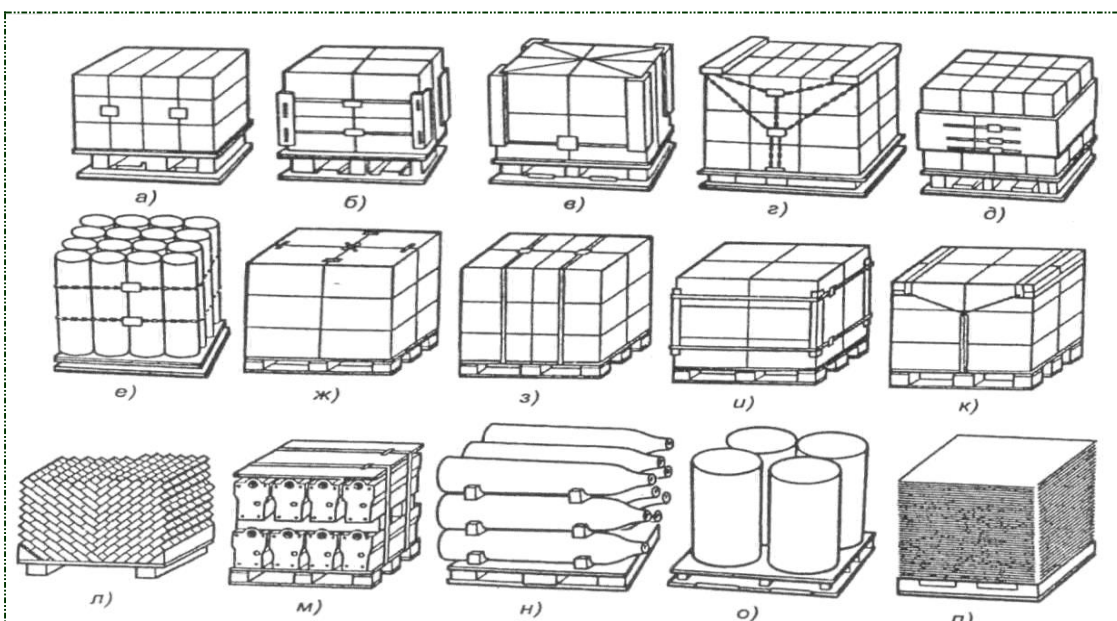 а) б) в) г) д)
е) ж) з) и) к)
л) м) н) о) п)